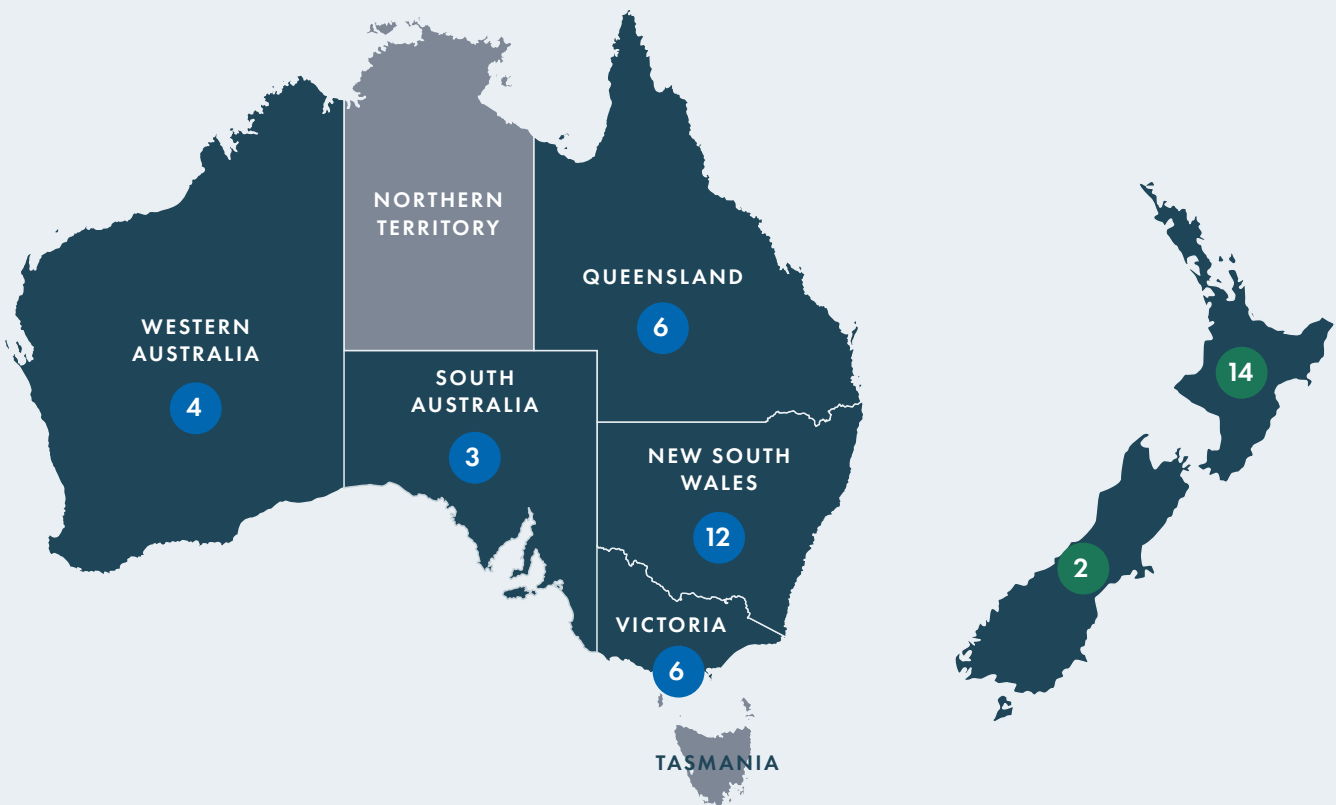 NORTHERN
TERRITORY
QUEENSLAND
6
WESTERN
AUSTRALIA
4
SOUTH
AUSTRALIA
3
NEW SOUTH
WALES
12
VICTORIA
6
TASMANIA
14
2